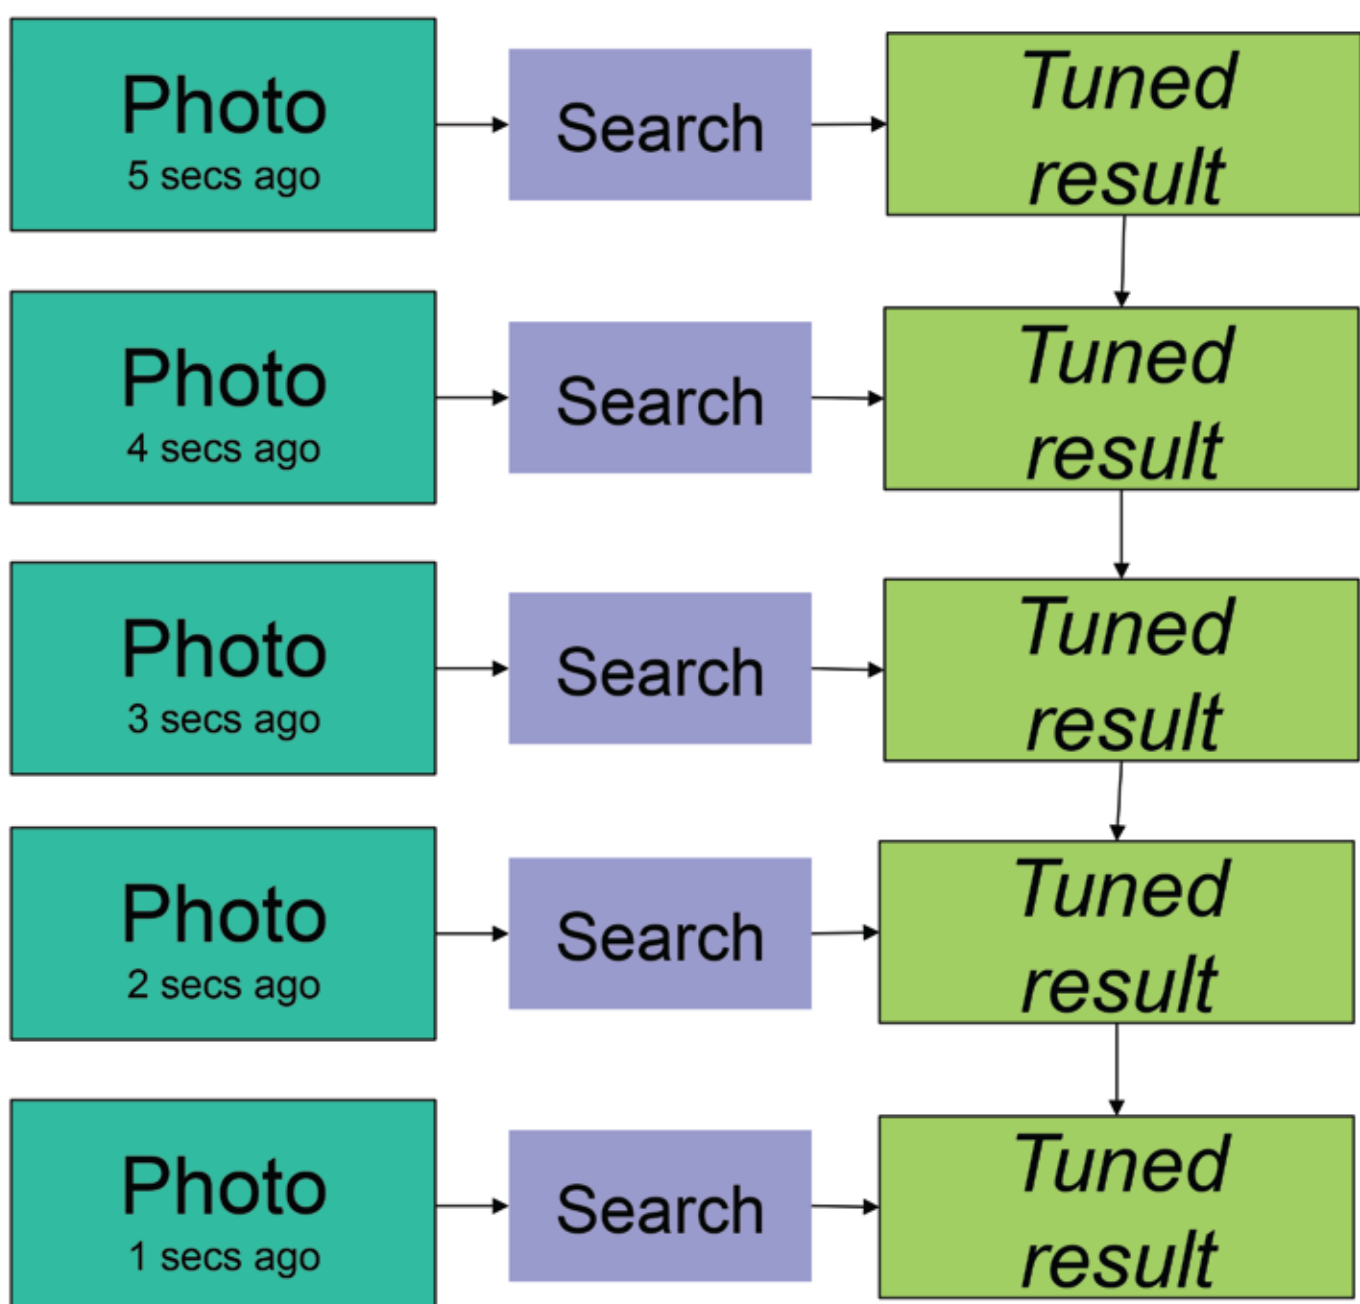 Photo
5 secs ago
Search
Tuned
result
Photo
4 secs ago
Search
Tuned
result
Photo
3 secs ago
Search
Tuned
result
Photo
2 secs ago
Search
Tuned
result
Photo
1 secs ago
Search
Tuned
result